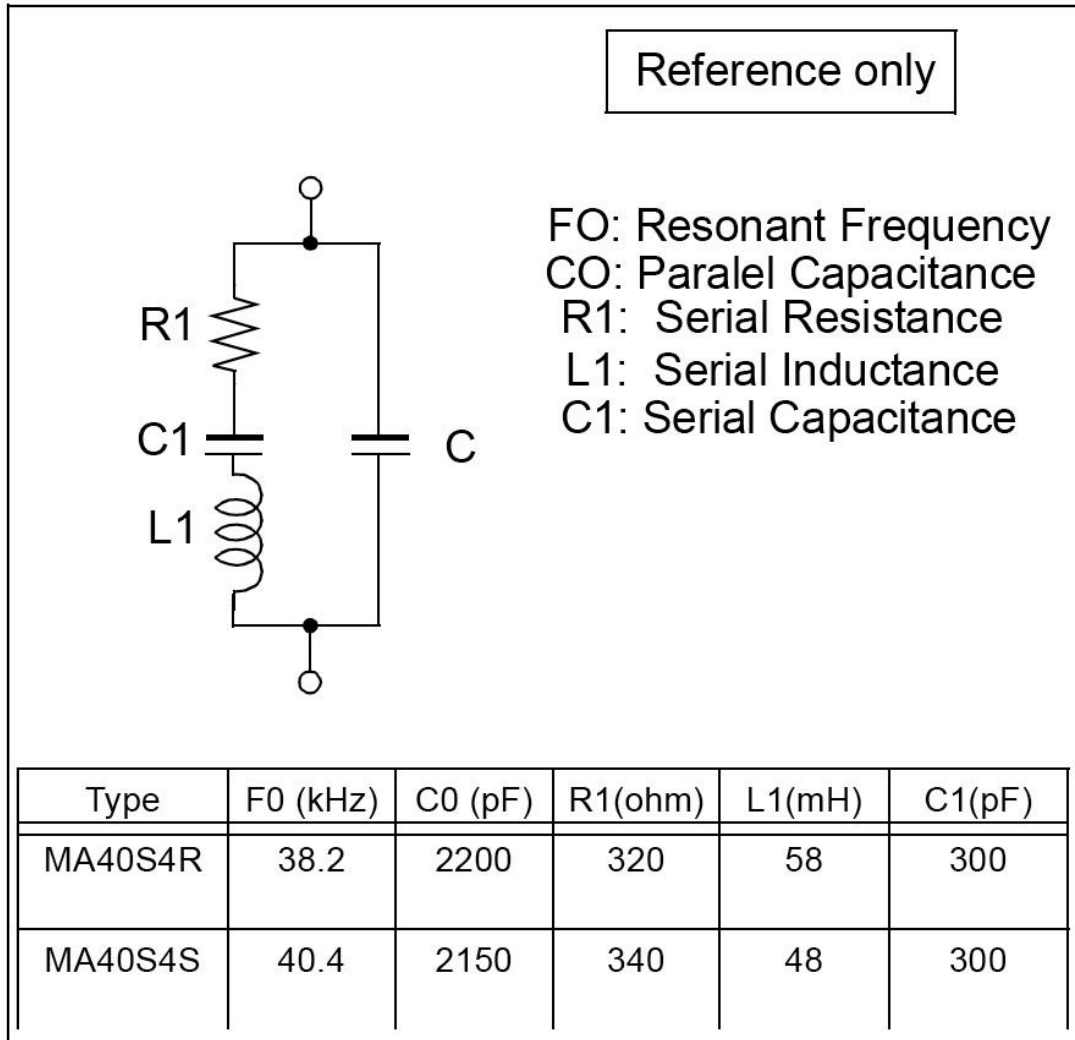 Reference only
FO: Resonant Frequency
CO: Paralel Capacitance
R1: Serial Resistance
L1: Serial Inductance
C1: Serial Capacitance
R1
C1
C
L1
Type F0 (kHz) C0 (pF) R1(ohm) L1(mH) C1(pF)
MA40S4R 38.2 2200 320 58 300
MA40S4S 40.4 2150 340 48 300